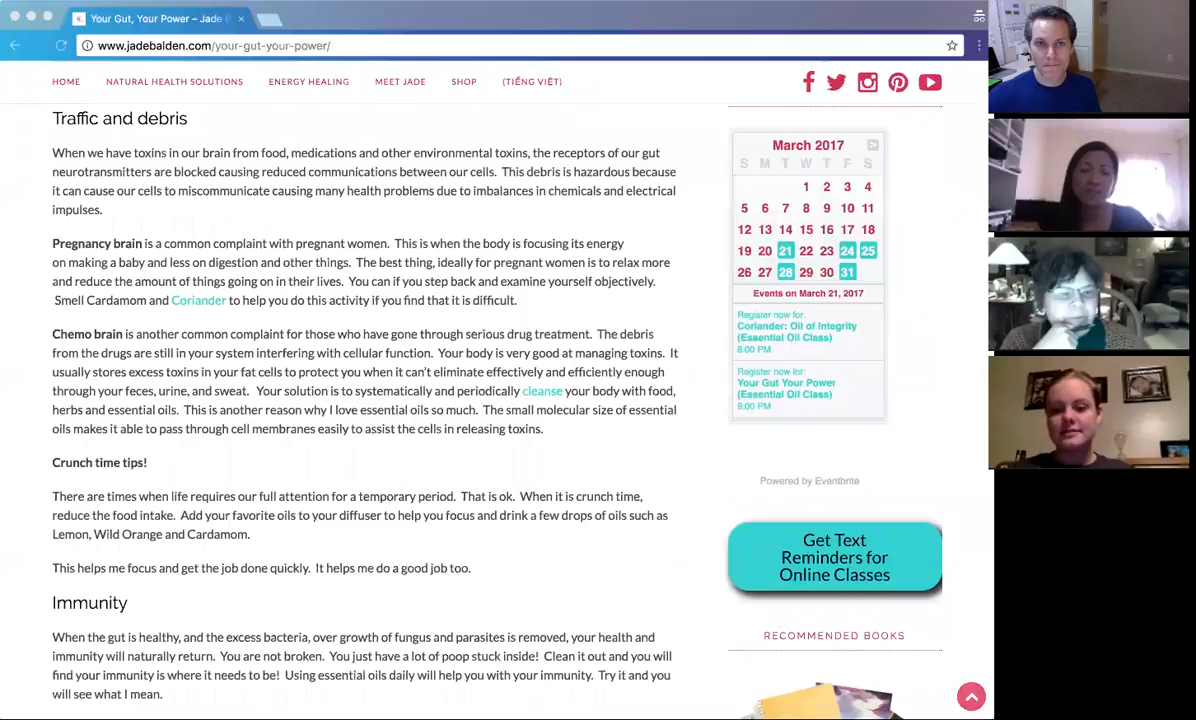 Your Gut, Your Power – Jade B
www.jadebalden.com/your-gut-your-power/
HOME NATURAL HEALTH SOLUTIONS ENERGY HEALING MEET JADE SHOP (TIẾNG VIỆT)
Traffic and debris
When we have toxins in our brain from food, medications and other environmental toxins, the receptors of our gut
neurotransmitters are blocked causing reduced communications between our cells. This debris is hazardous because
it can cause our cells to miscommunicate causing many health problems due to imbalances in chemicals and electrical
impulses.
Pregnancy brain is a common complaint with pregnant women. This is when the body is focusing its energy
on making a baby and less on digestion and other things. The best thing, ideally for pregnant women is to relax more
and reduce the amount of things going on in their lives. You can if you step back and examine yourself objectively.
Smell Cardamom and Coriander to help you do this activity if you find that it is difficult.
Chemo brain is another common complaint for those who have gone through serious drug treatment. The debris
from the drugs are still in your system interfering with cellular function. Your body is very good at managing toxins. It
usually stores excess toxins in your fat cells to protect you when it can't eliminate effectively and efficiently enough
through your feces, urine, and sweat. Your solution is to systematically and periodically cleanse your body with food,
herbs and essential oils. This is another reason why I love essential oils so much. The small molecular size of essential
oils makes it able to pass through cell membranes easily to assist the cells in releasing toxins.
Crunch time tips!
There are times when life requires our full attention for a temporary period. That is ok. When it is crunch time,
reduce the food intake. Add your favorite oils to your diffuser to help you focus and drink a few drops of oils such as
Lemon, Wild Orange and Cardamom.
This helps me focus and get the job done quickly. It helps me do a good job too.
Immunity
When the gut is healthy, and the excess bacteria, over growth of fungus and parasites is removed, your health and
immunity will naturally return. You are not broken. You just have a lot of poop stuck inside! Clean it out and you will
find your immunity is where it needs to be! Using essential oils daily will help you with your immunity. Try it and you
will see what I mean.
March 2017 >
S M T W T F S
1 2 3 4
5 6 7 8 9 10 11
12 13 14 15 16 17 18
19 20 21 22 23 24 25
26 27 28 29 30 31
Events on March 21, 2017
Register now for:
Coriander: Oil of Integrity
(Essential Oil Class)
8:00 PM
Register now for:
Your Gut Your Power
(Essential Oil Class)
9:00 PM
Powered by Eventbrite
Get Text
Reminders for
Online Classes
RECOMMENDED BOOKS